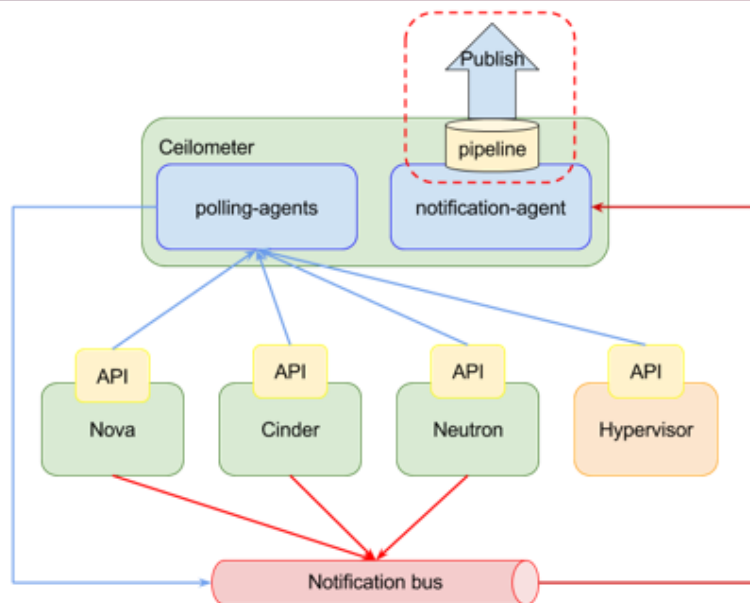 Publish
Ceilometer
pipeline
polling-agents
notification-agent
API
API
API
API
Nova
Cinder
Neutron
Hypervisor
Notification bus